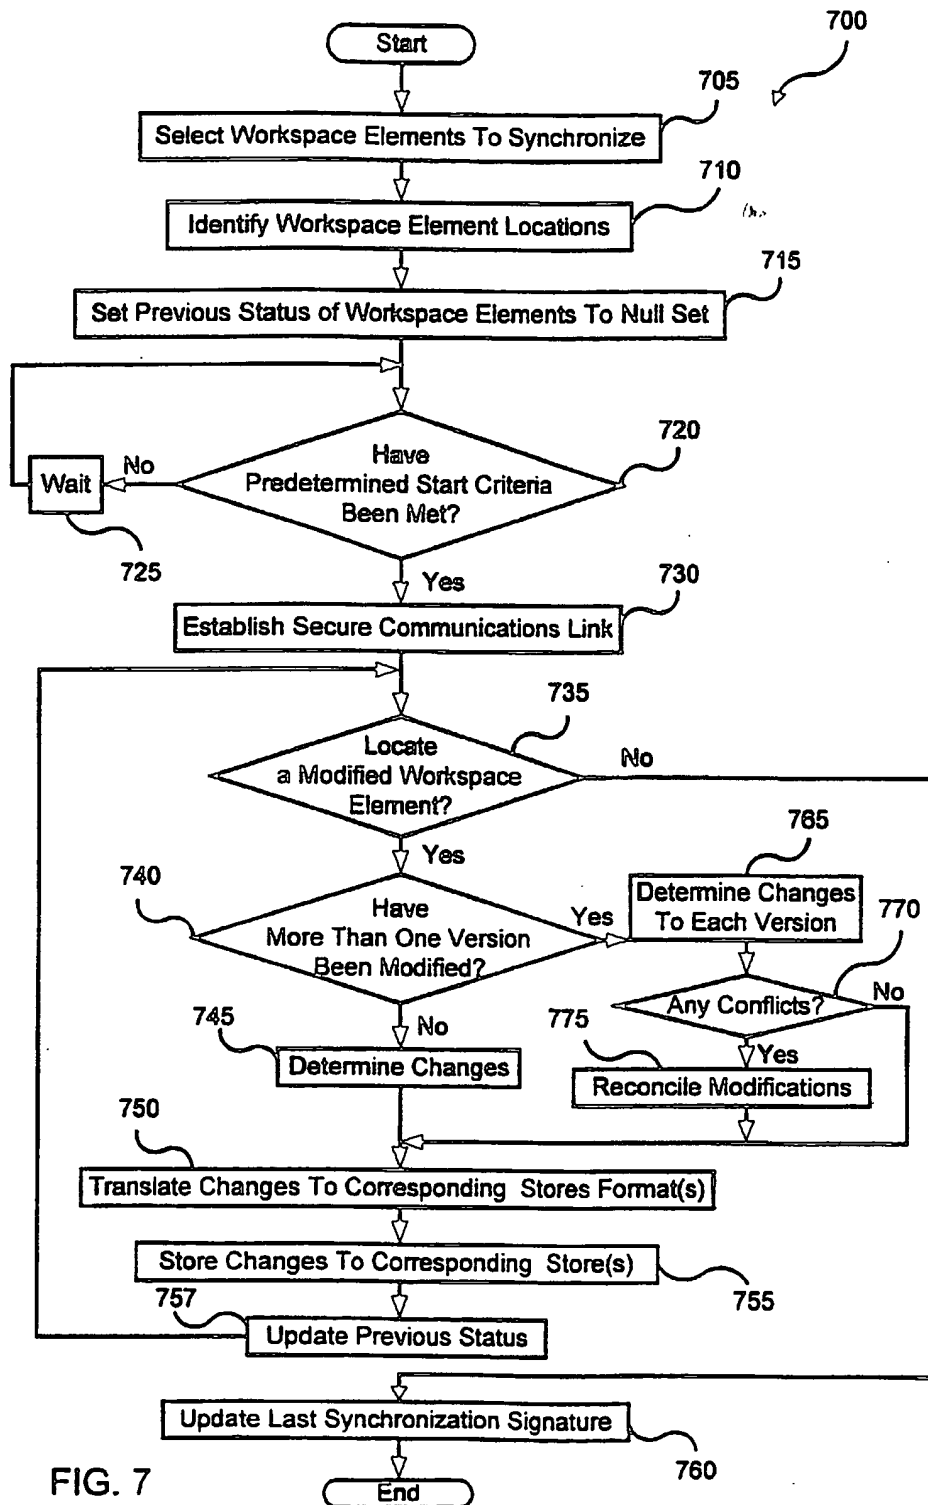 Start
700
705
Select Workspace Elements To Synchronize
710
Identify Workspace Element Locations
715
Set Previous Status of Workspace Elements To Null Set
720
Have
Predetermined Start Criteria
Been Met?
No
Wait
725
Yes
730
Establish Secure Communications Link
735
Locate
a Modified Workspace
Element?
No
Yes
740
Have
More Than One Version
Been Modified?
Yes
765
Determine Changes
To Each Version
770
Any Conflicts?
No
No
745
Determine Changes
775
Yes
Reconcile Modifications
750
Translate Changes To Corresponding Stores Format(s)
Store Changes To Corresponding Store(s)
755
757
Update Previous Status
Update Last Synchronization Signature
760
End
FIG. 7